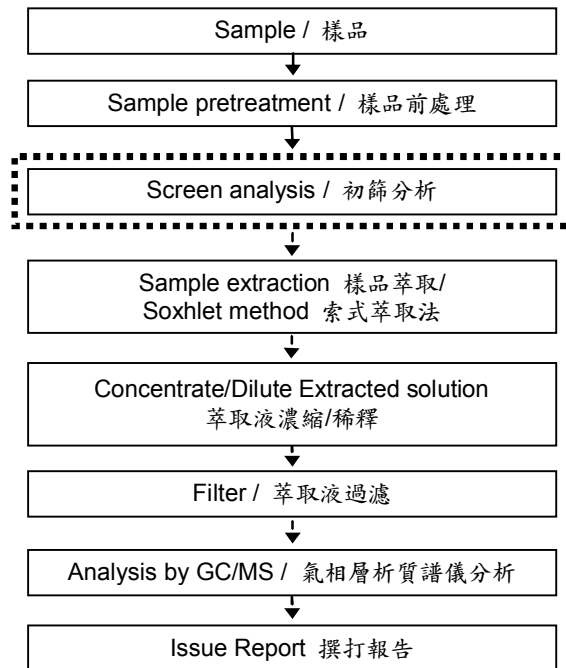 Sample / 樣品
Sample pretreatment / 樣品前處理
Screen analysis / 初篩分析
Sample extraction 樣品萃取/
Soxhlet method 索式萃取法
Concentrate/Dilute Extracted solution
萃取液濃縮/稀釋
Filter / 萃取液過濾
Analysis by GC/MS / 氣相層析質譜儀分析
Issue Report 撰打報告